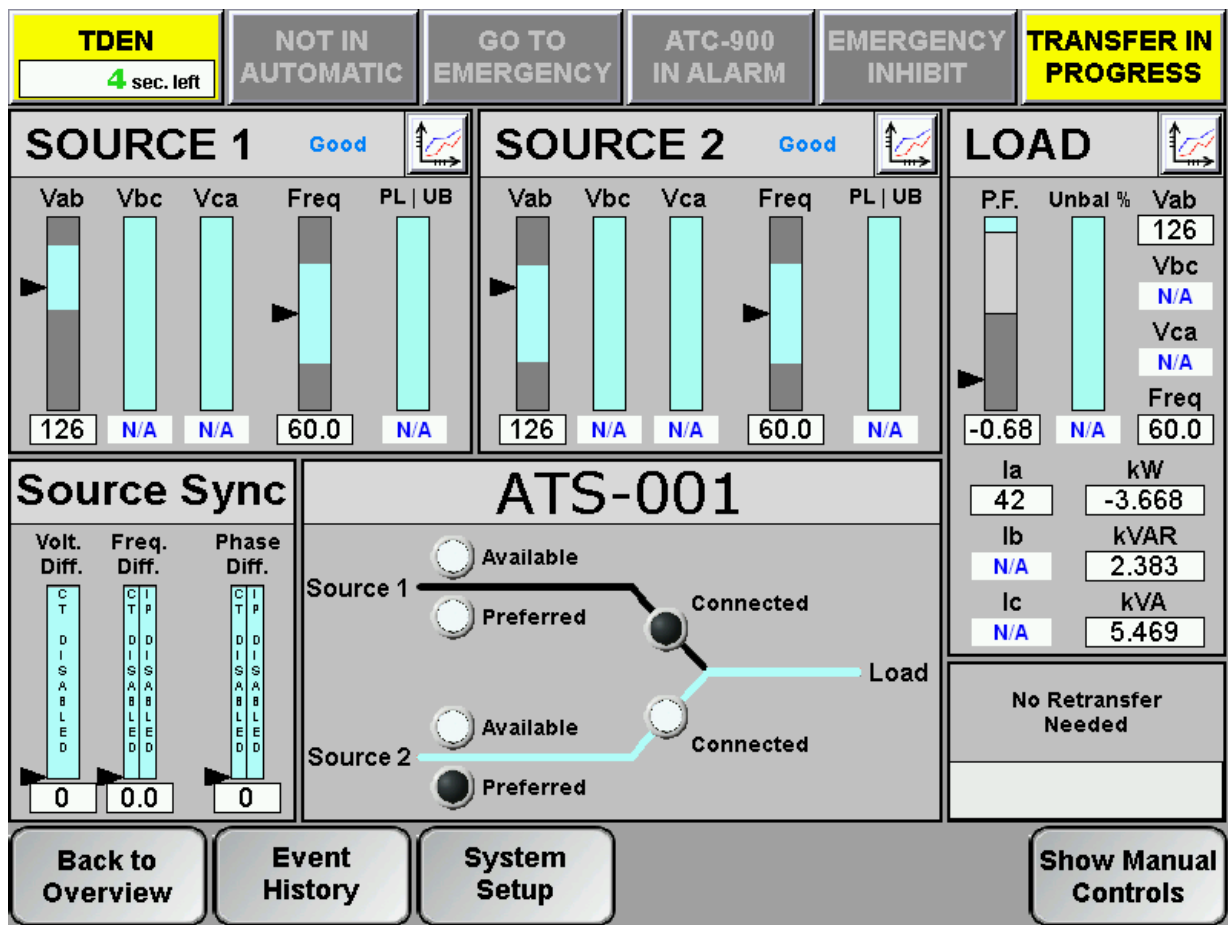 TDEN
4 sec. left
NOT IN
AUTOMATIC
GO TO
EMERGENCY
ATC-900
IN ALARM
EMERGENCY
INHIBIT
TRANSFER IN
PROGRESS
SOURCE 1 Good
Vab Vbc Vca Freq PL | UB
126 N/A N/A 60.0 N/A
SOURCE 2 Good
Vab Vbc Vca Freq PL | UB
126 N/A N/A 60.0 N/A
LOAD
P.F. Unbal % Vab
126
Vbc
N/A
Vca
N/A
Freq
-0.68 N/A 60.0
Ia kW
42 -3.668
Ib kVAR
N/A 2.383
Ic kVA
N/A 5.469
Source Sync
Volt. Freq. Phase
Diff. Diff. Diff.
CT DISABLED
CT DISABLED
IP DISABLED
CT DISABLED
IP DISABLED
0 0.0 0
ATS-001
Available
Source 1
Preferred
Connected
Load
Available
Connected
Source 2
Preferred
No Retransfer
Needed
Back to
Overview
Event
History
System
Setup
Show Manual
Controls